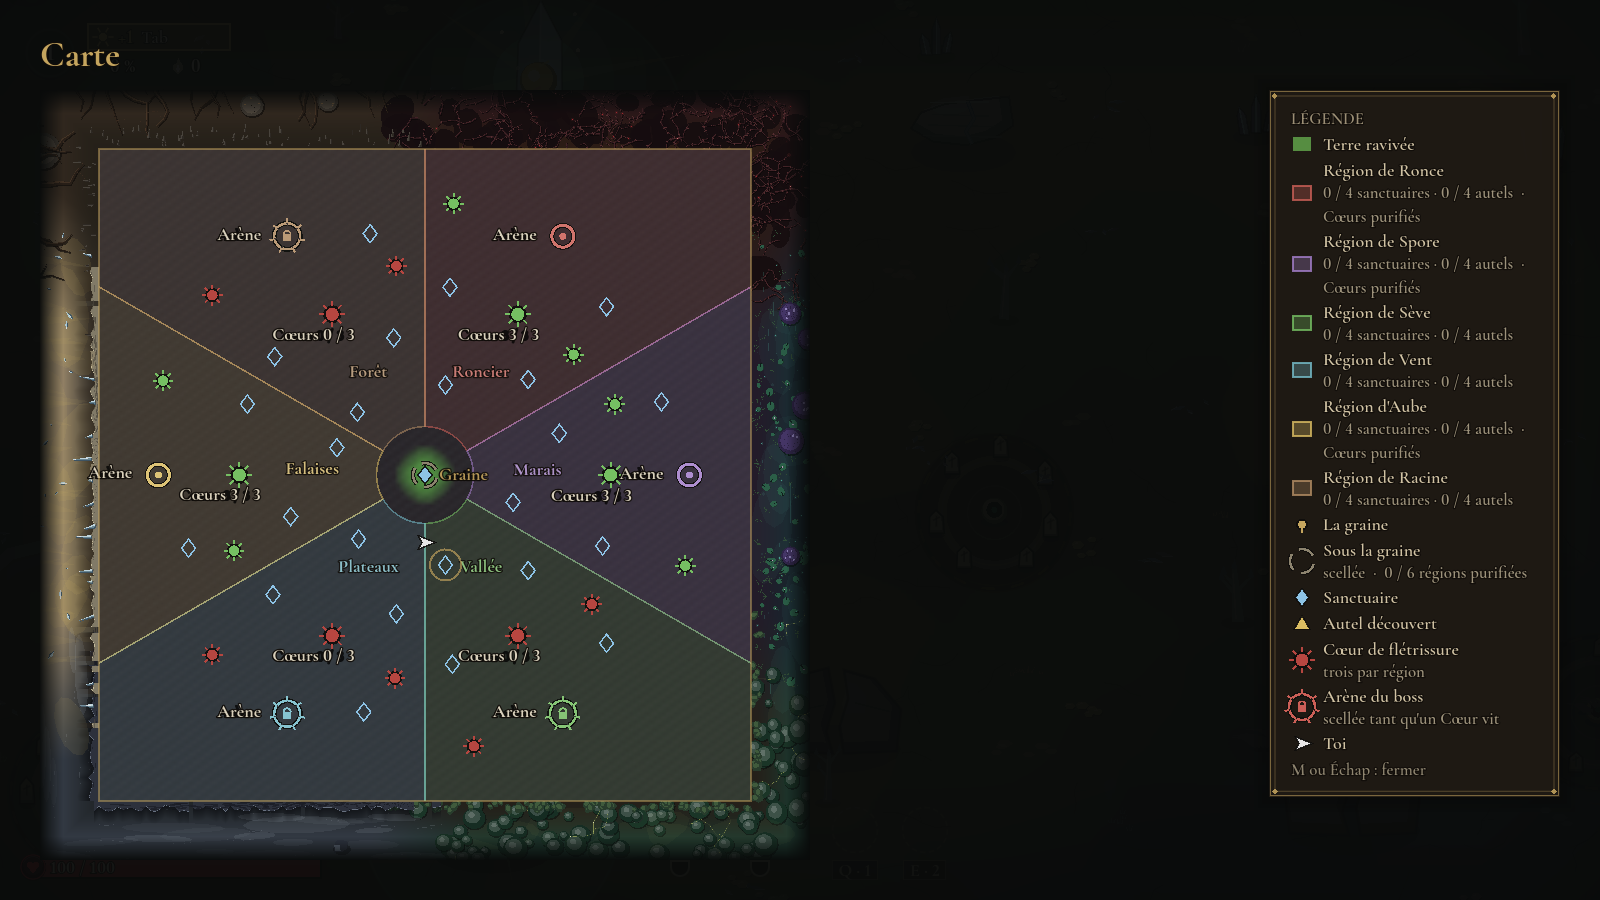 Carte
Arène
Arène
Cœurs 0 / 3
Cœurs 3 / 3
Forêt
Roncier
Falaises
Graine
Marais
Arène
Arène
Cœurs 3 / 3
Cœurs 3 / 3
Plateaux
Vallée
Cœurs 0 / 3
Cœurs 0 / 3
Arène
Arène
LÉGENDE
Terre ravivée
Région de Ronce
0 / 4 sanctuaires · 0 / 4 autels ·
Cœurs purifiés
Région de Spore
0 / 4 sanctuaires · 0 / 4 autels ·
Cœurs purifiés
Région de Sève
0 / 4 sanctuaires · 0 / 4 autels
Région de Vent
0 / 4 sanctuaires · 0 / 4 autels
Région d'Aube
0 / 4 sanctuaires · 0 / 4 autels ·
Cœurs purifiés
Région de Racine
0 / 4 sanctuaires · 0 / 4 autels
La graine
Sous la graine
scellée · 0 / 6 régions purifiées
Sanctuaire
Autel découvert
Cœur de flétrissure
trois par région
Arène du boss
scellée tant qu'un Cœur vit
Toi
M ou Échap : fermer